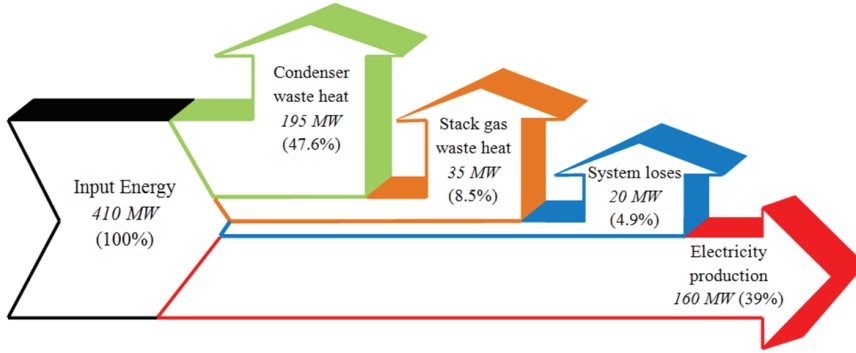 Input Energy
410 MW
(100%)
Condenser
waste heat
195 MW
(47.6%)
Stack gas
waste heat
35 MW
(8.5%)
System loses
20 MW
(4.9%)
Electricity
production
160 MW (39%)